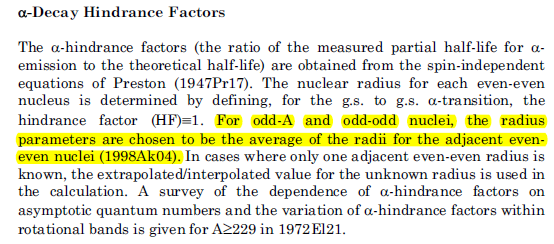 α-Decay Hindrance Factors
The α-hindrance factors (the ratio of the measured partial half-life for α-
emission to the theoretical half-life) are obtained from the spin-independent
equations of Preston (1947Pr17). The nuclear radius for each even-even
nucleus is determined by defining, for the g.s. to g.s. α-transition, the
hindrance factor (HF)≡1. For odd-A and odd-odd nuclei, the radius
parameters are chosen to be the average of the radii for the adjacent even-
even nuclei (1998Ak04). In cases where only one adjacent even-even radius is
known, the extrapolated/interpolated value for the unknown radius is used in
the calculation. A survey of the dependence of α-hindrance factors on
asymptotic quantum numbers and the variation of α-hindrance factors within
rotational bands is given for A≥229 in 1972El21.